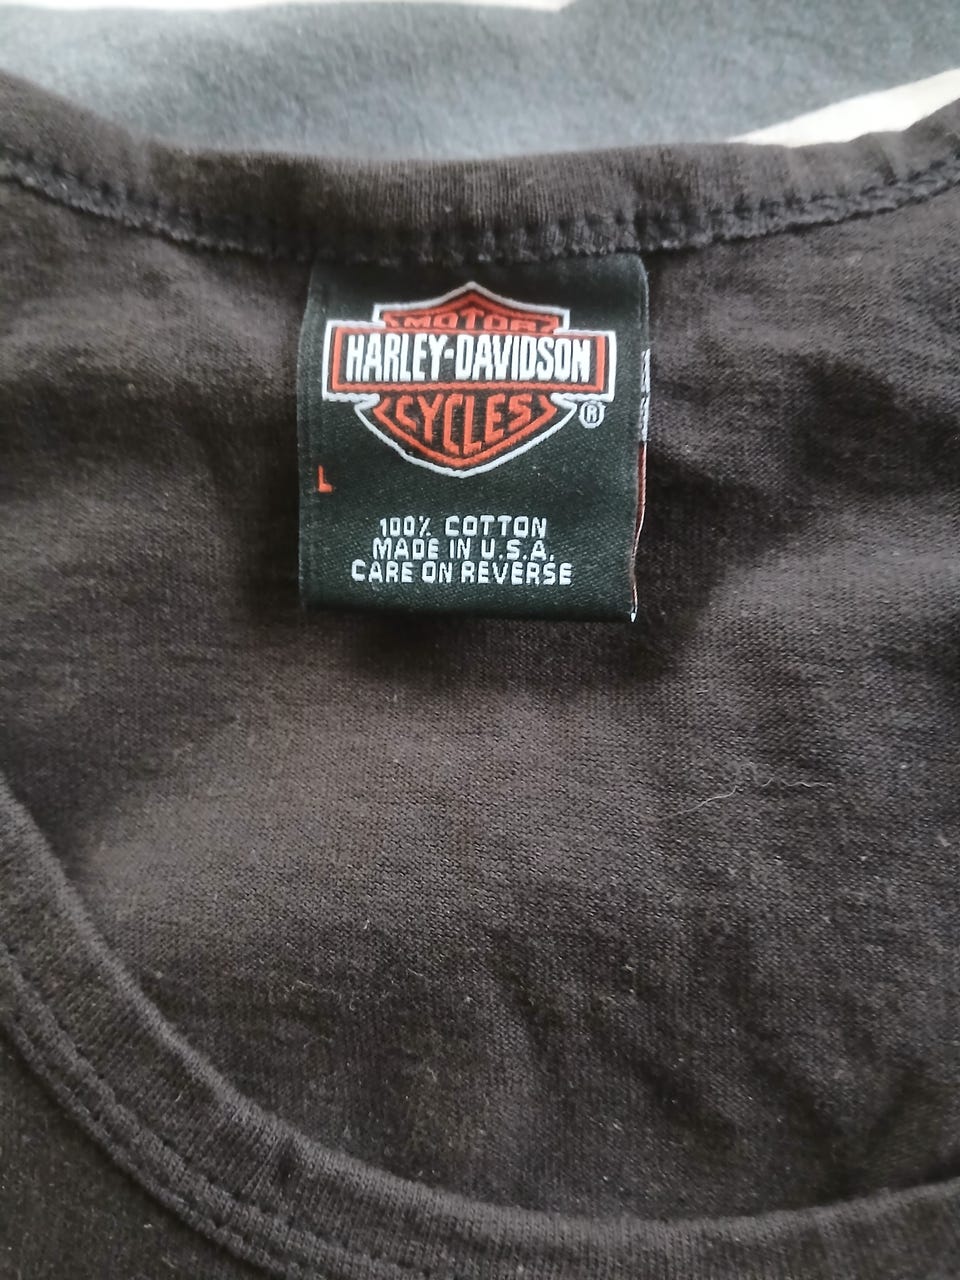 MOTOR
HARLEY-DAVIDSON
CYCLES
®
L
100% COTTON
MADE IN U.S.A.
CARE ON REVERSE